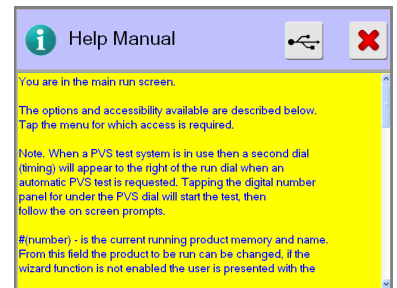 Help Manual
You are in the main run screen.
The options and accessibility available are described below.
Tap the menu for which access is required.
Note. When a PVS test system is in use then a second dial
(timing) will appear to the right of the run dial when an
automatic PVS test is requested. Tapping the digital number
panel for under the PVS dial will start the test, then
follow the on screen prompts.
#(number) - is the current running product memory and name.
From this field the product to be run can be changed, if the
wizard function is not enabled the user is presented with the